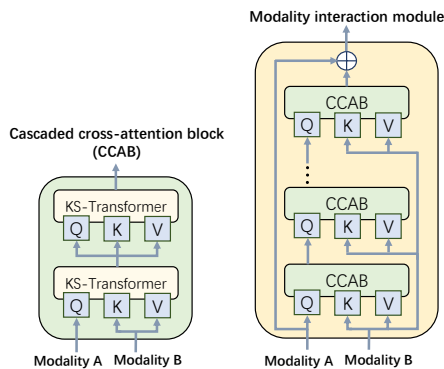 Modality interaction module
CCAB
Q K V
Cascaded cross-attention block
(CCAB)
KS-Transformer
Q K V
CCAB
Q K V
KS-Transformer
Q K V
CCAB
Q K V
Modality A Modality B
Modality A Modality B